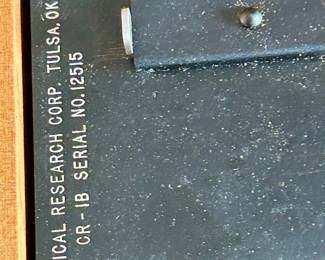 ICAL RESEARCH CORP. TULSA, OK
CR-1B SERIAL NO. 12515